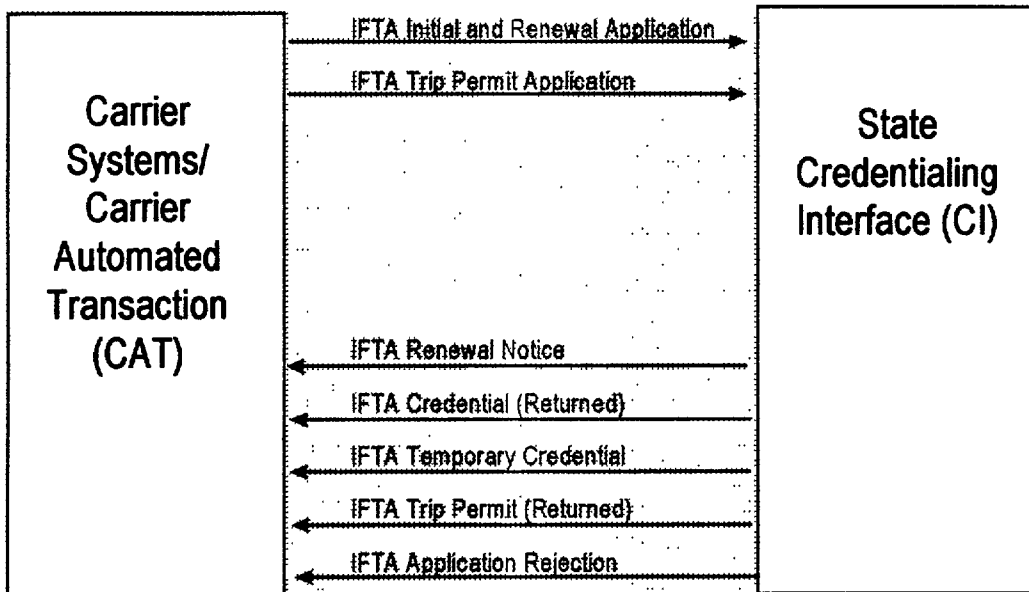 Carrier
Systems/
Carrier
Automated
Transaction
(CAT)
IFTA Initial and Renewal Application
IFTA Trip Permit Application
IFTA Renewal Notice
IFTA Credential (Returned)
IFTA Temporary Credential
IFTA Trip Permit (Returned)
IFTA Application Rejection
State
Credentialing
Interface (CI)